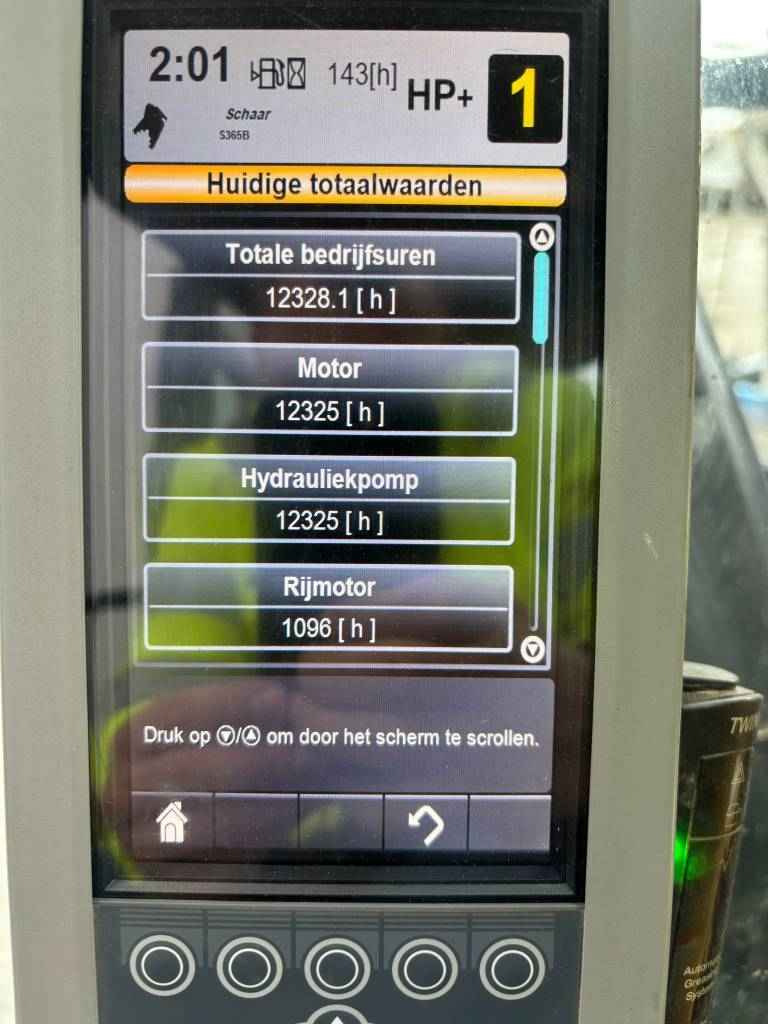 2:01 143[h] HP+ 1
Schaar
S365B
Huidige totaalwaarden
Totale bedrijfsuren
12328.1 [ h ]
Motor
12325 [ h ]
Hydrauliekpomp
12325 [ h ]
Rijmotor
1096 [ h ]
Druk op ▽/△ om door het scherm te scrollen.